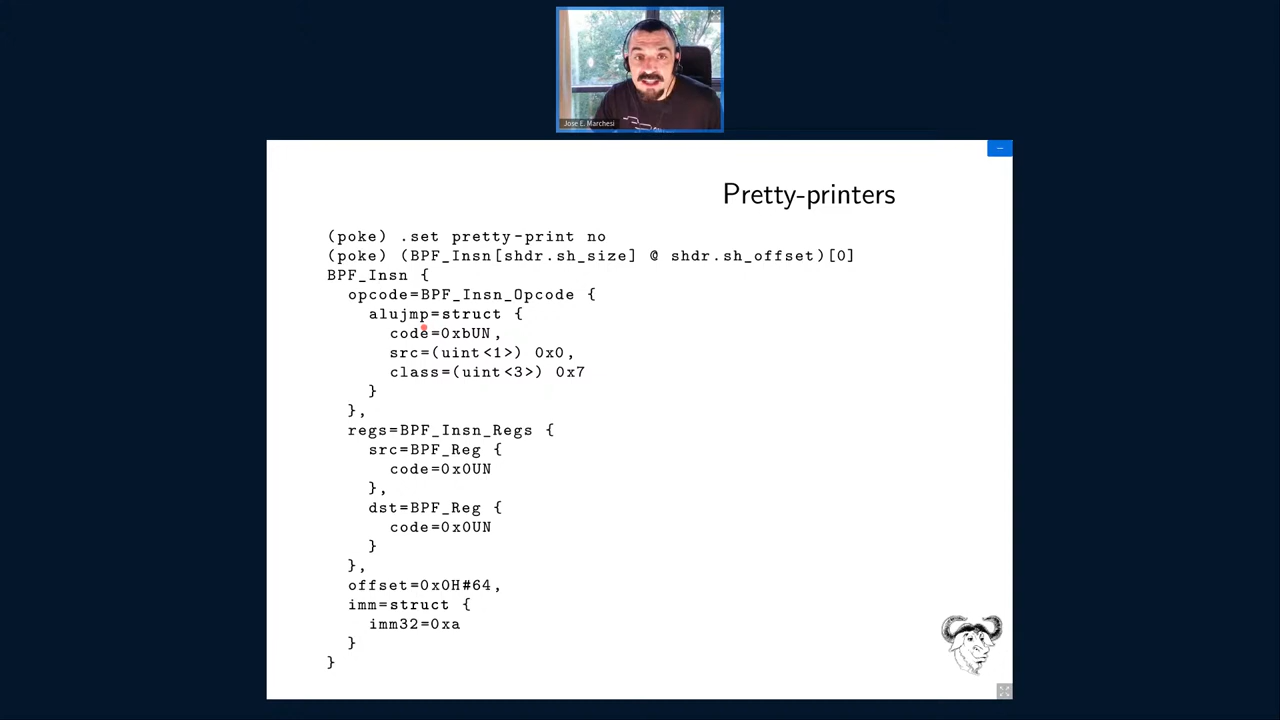 Jose E. Marchesi
Pretty-printers
(poke) .set pretty-print no
(poke) (BPF_Insn[shdr.sh_size] @ shdr.sh_offset)[0]
BPF_Insn {
  opcode=BPF_Insn_Opcode {
    alujmp=struct {
      code=0xbUN,
      src=(uint<1>) 0x0,
      class=(uint<3>) 0x7
    }
  },
  regs=BPF_Insn_Regs {
    src=BPF_Reg {
      code=0x0UN
    },
    dst=BPF_Reg {
      code=0x0UN
    }
  },
  offset=0x0H#64,
  imm=struct {
    imm32=0xa
  }
}